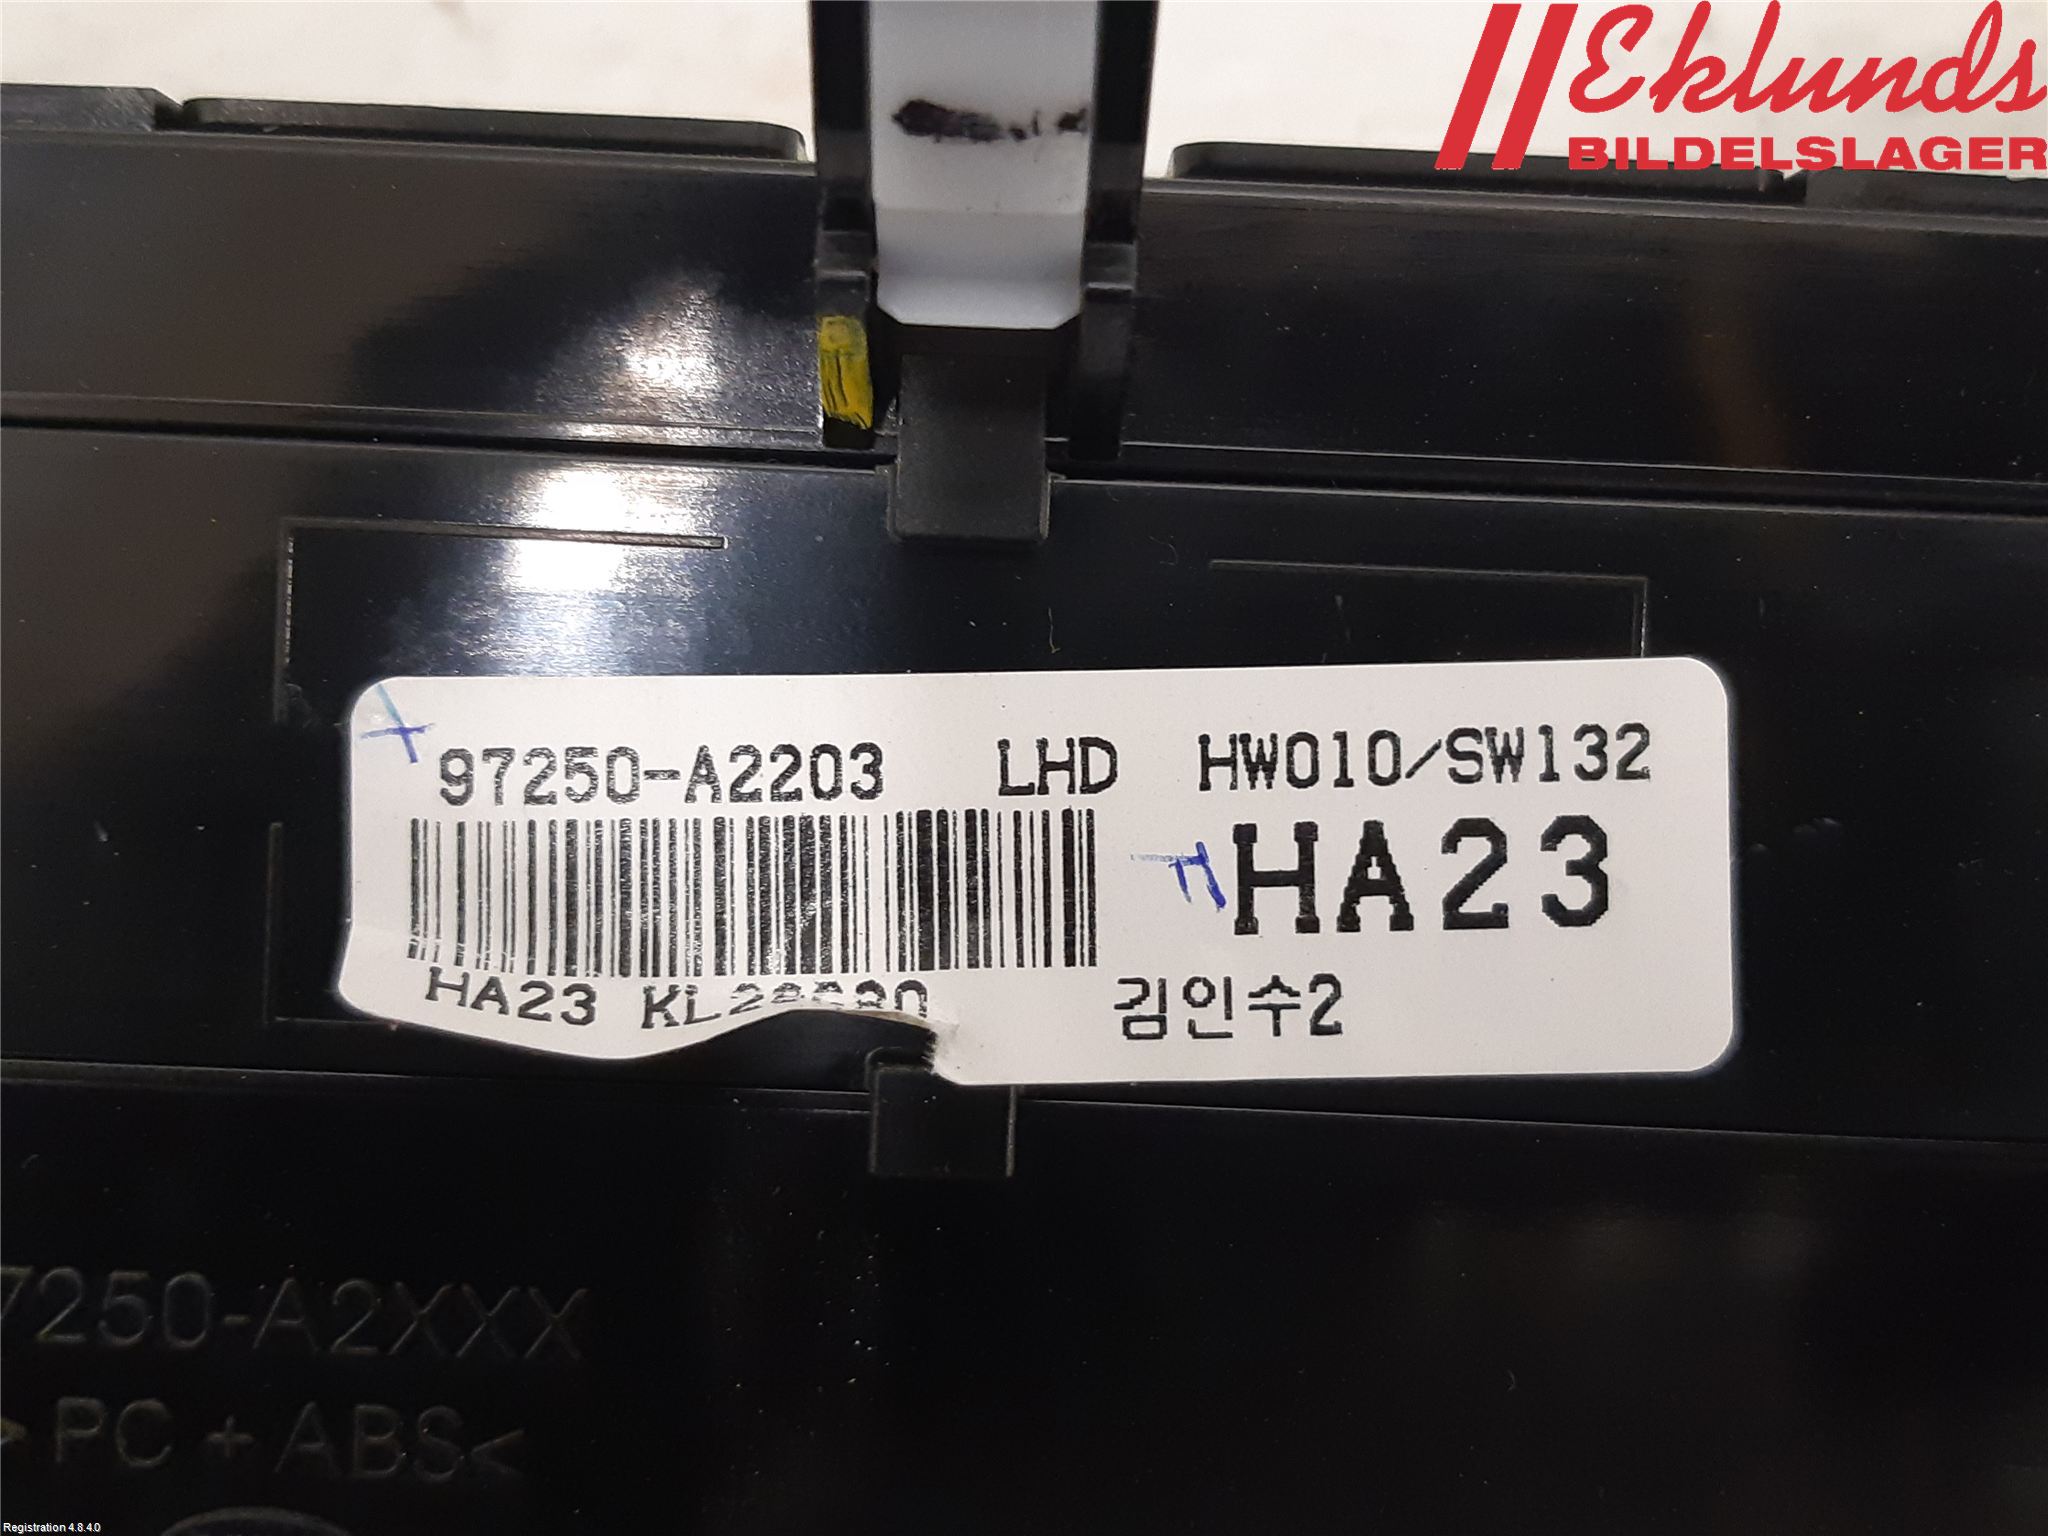 Eklunds
BILDELSLAGER
97250-A2203 LHD HW010/SW132
HA23
HA23
김인수2
7250-A2XXX
>PC + ABS<
Registration 4.8.4.0